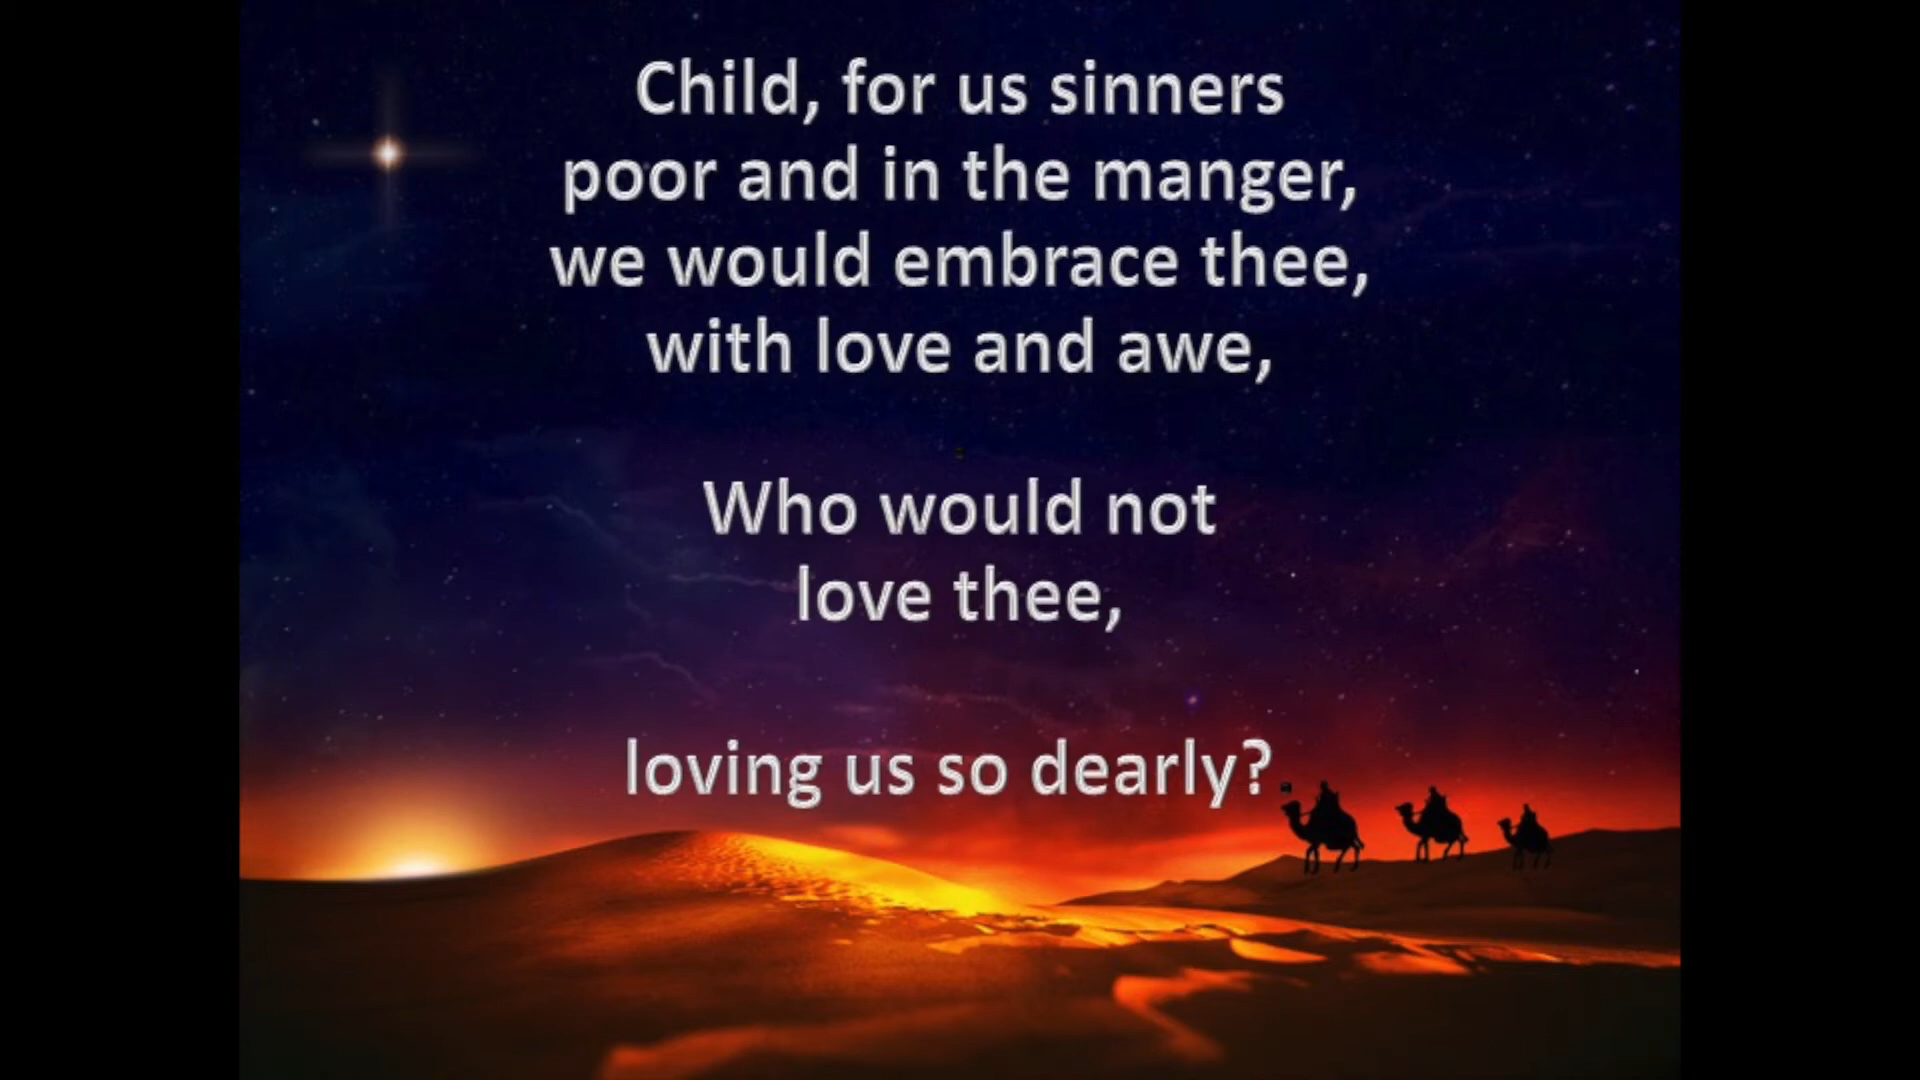 Child, for us sinners
poor and in the manger,
we would embrace thee,
with love and awe,
Who would not
love thee,
loving us so dearly?